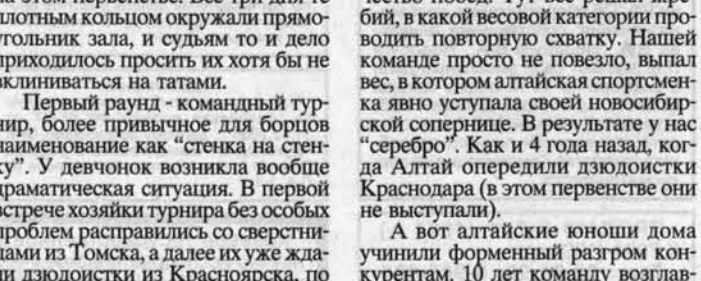 на этом первенстве. Все три дня те
плотным кольцом окружали прямо-
угольник зала, и судьям то и дело
приходилось просить их хотя бы не
вклиниваться на татами.
Первый раунд - командный тур-
нир, более привычное для борцов
наименование как “стенка на стен-
ку”. У девчонок возникла вообще
драматическая ситуация. В первой
встрече хозяйки турнира без особых
проблем расправились со сверстни-
цами из Томска, а далее их уже жда-
ли дзюдоистки из Красноярска, по
чество побед. Тут все решал жре-
бий, в какой весовой категории про-
водить повторную схватку. Нашей
команде просто не повезло, выпал
вес, в котором алтайская спортсмен-
ка явно уступала своей новосибир-
ской сопернице. В результате у нас
“серебро”. Как и 4 года назад, ког-
да Алтай опередили дзюдоистки
Краснодара (в этом первенстве они
не выступали).
А вот алтайские юноши дома
учинили форменный разгром кон-
курентам. 10 лет команду возглав-